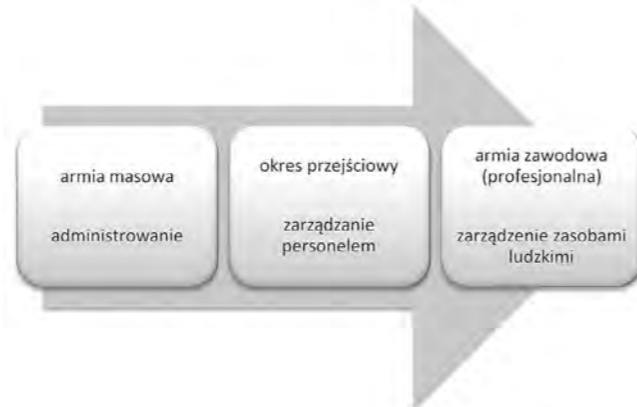 armia masowa
administrowanie
okres przejściowy
zarządzanie
personelem
armia zawodowa
(profesjonalna)
zarządzenie zasobami
ludzkimi